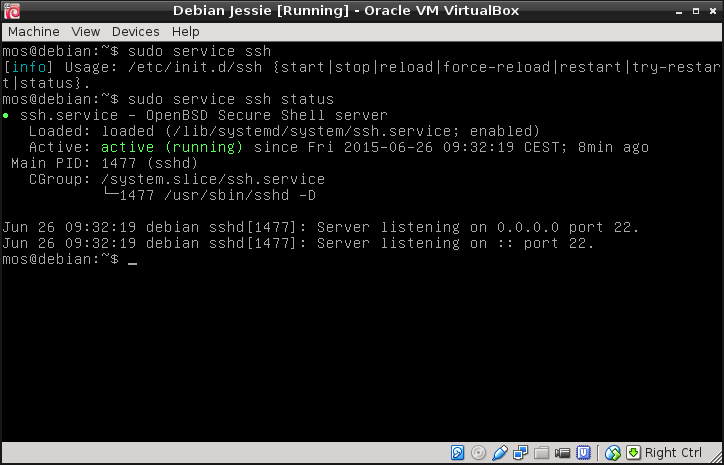 Debian Jessie [Running] - Oracle VM VirtualBox
Machine View Devices Help
mos@debian:~$ sudo service ssh
[info] Usage: /etc/init.d/ssh {start|stop|reload|force-reload|restart|try-restar
t|status}.
mos@debian:~$ sudo service ssh status
● ssh.service - OpenBSD Secure Shell server
   Loaded: loaded (/lib/systemd/system/ssh.service; enabled)
   Active: active (running) since Fri 2015-06-26 09:32:19 CEST; 8min ago
 Main PID: 1477 (sshd)
   CGroup: /system.slice/ssh.service
           └─1477 /usr/sbin/sshd -D
Jun 26 09:32:19 debian sshd[1477]: Server listening on 0.0.0.0 port 22.
Jun 26 09:32:19 debian sshd[1477]: Server listening on :: port 22.
mos@debian:~$ _
Right Ctrl